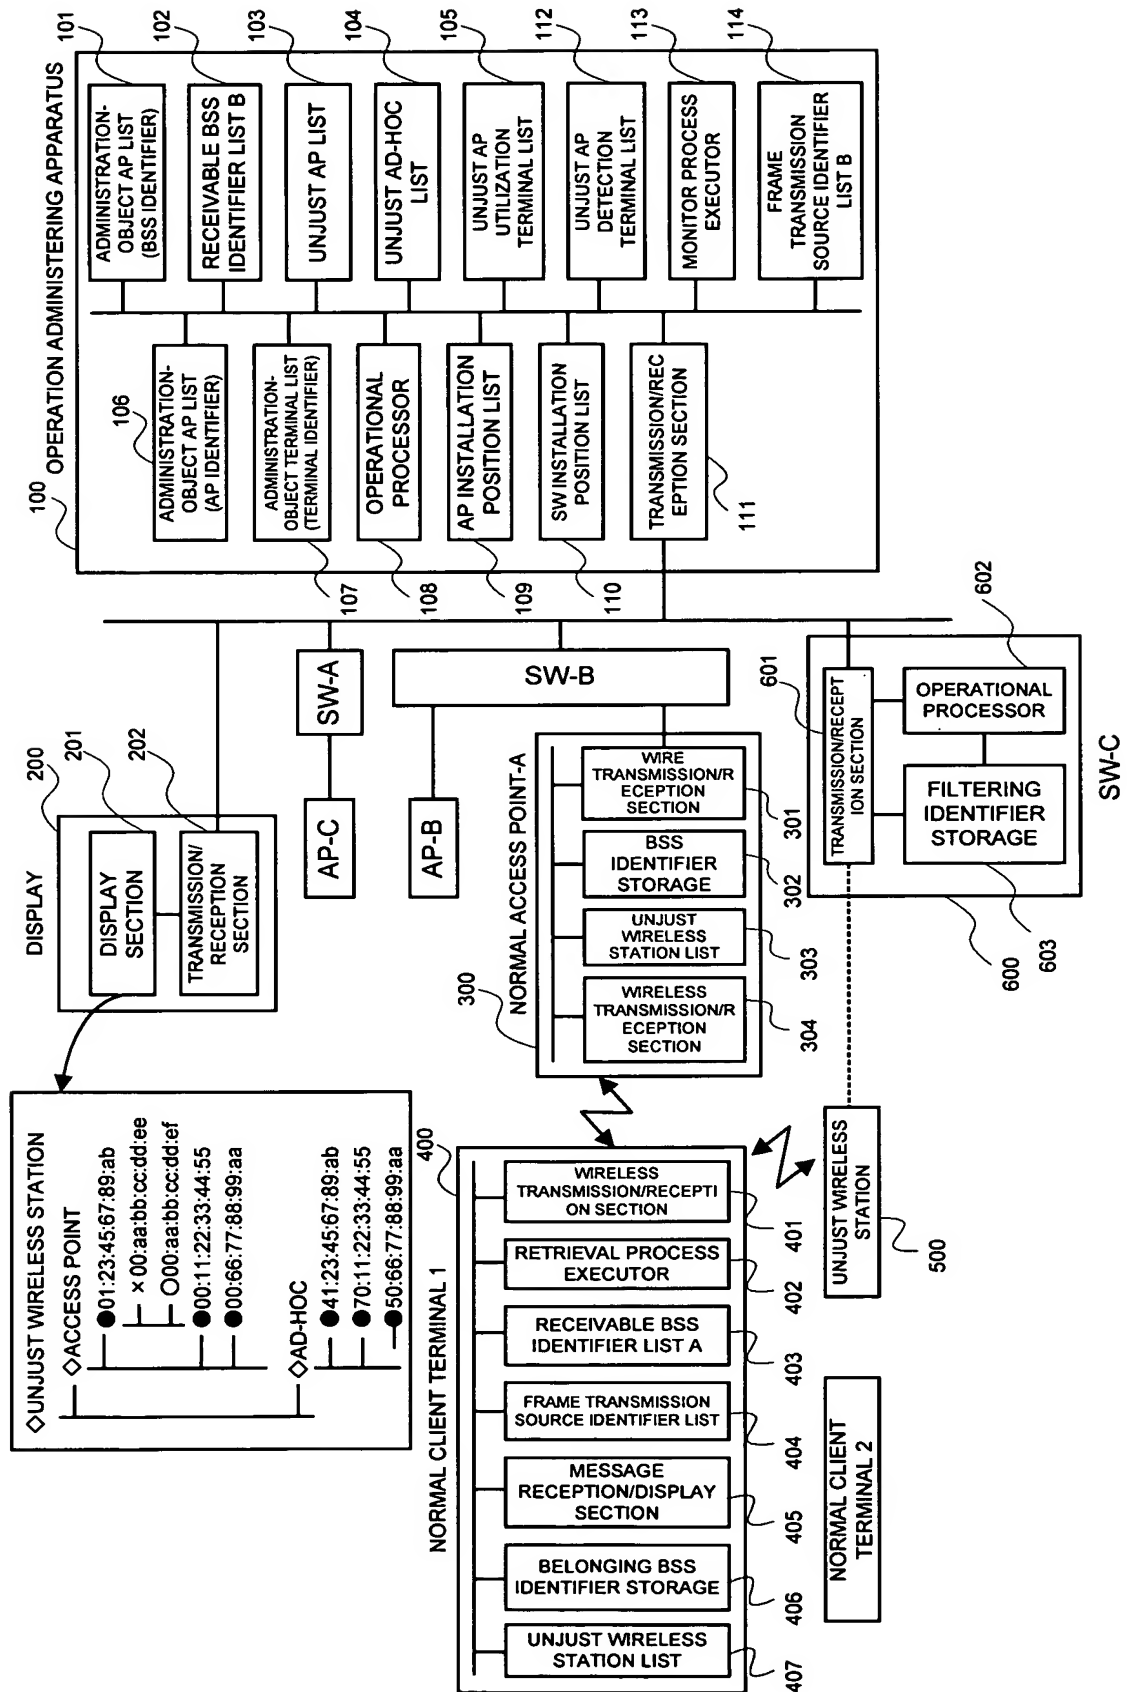 OPERATION ADMINISTERING APPARATUS
100
ADMINISTRATION-
OBJECT AP LIST
(BSS IDENTIFIER)
101
RECEIVABLE BSS
IDENTIFIER LIST B
102
UNJUST AP LIST
103
UNJUST AD-HOC
LIST
104
UNJUST AP
UTILIZATION
TERMINAL LIST
105
UNJUST AP
DETECTION
TERMINAL LIST
112
MONITOR PROCESS
EXECUTOR
113
FRAME
TRANSMISSION
SOURCE IDENTIFIER
LIST B
114
106
ADMINISTRATION-
OBJECT AP LIST
(AP IDENTIFIER)
ADMINISTRATION-
OBJECT TERMINAL LIST
(TERMINAL IDENTIFIER)
107
OPERATIONAL
PROCESSOR
108
AP INSTALLATION
POSITION LIST
109
SW INSTALLATION
POSITION LIST
110
TRANSMISSION/REC
EPTION SECTION
111
DISPLAY
200
DISPLAY
SECTION
201
TRANSMISSION/
RECEPTION
SECTION
202
SW-A
AP-C
SW-B
AP-B
NORMAL ACCESS POINT-A
300
WIRE
TRANSMISSION/R
ECEPTION
SECTION
301
BSS
IDENTIFIER
STORAGE
302
UNJUST
WIRELESS
STATION LIST
303
WIRELESS
TRANSMISSION/R
ECEPTION
SECTION
304
601
TRANSMISSION/RECEPT
ION SECTION
OPERATIONAL
PROCESSOR
602
FILTERING
IDENTIFIER
STORAGE
603
600
SW-C
◇UNJUST WIRELESS STATION
◇ACCESS POINT
●01:23:45:67:89:ab
×00:aa:bb:cc:dd:ee
○00:aa:bb:cc:dd:ef
●00:11:22:33:44:55
●00:66:77:88:99:aa
◇AD-HOC
●41:23:45:67:89:ab
●70:11:22:33:44:55
●50:66:77:88:99:aa
NORMAL CLIENT TERMINAL 1
400
WIRELESS
TRANSMISSION/RECEPTI
ON SECTION
401
RETRIEVAL PROCESS
EXECUTOR
402
RECEIVABLE BSS
IDENTIFIER LIST A
403
FRAME TRANSMISSION
SOURCE IDENTIFIER LIST
404
MESSAGE
RECEPTION/DISPLAY
SECTION
405
BELONGING BSS
IDENTIFIER STORAGE
406
UNJUST WIRELESS
STATION LIST
407
UNJUST WIRELESS
STATION
500
NORMAL CLIENT
TERMINAL 2